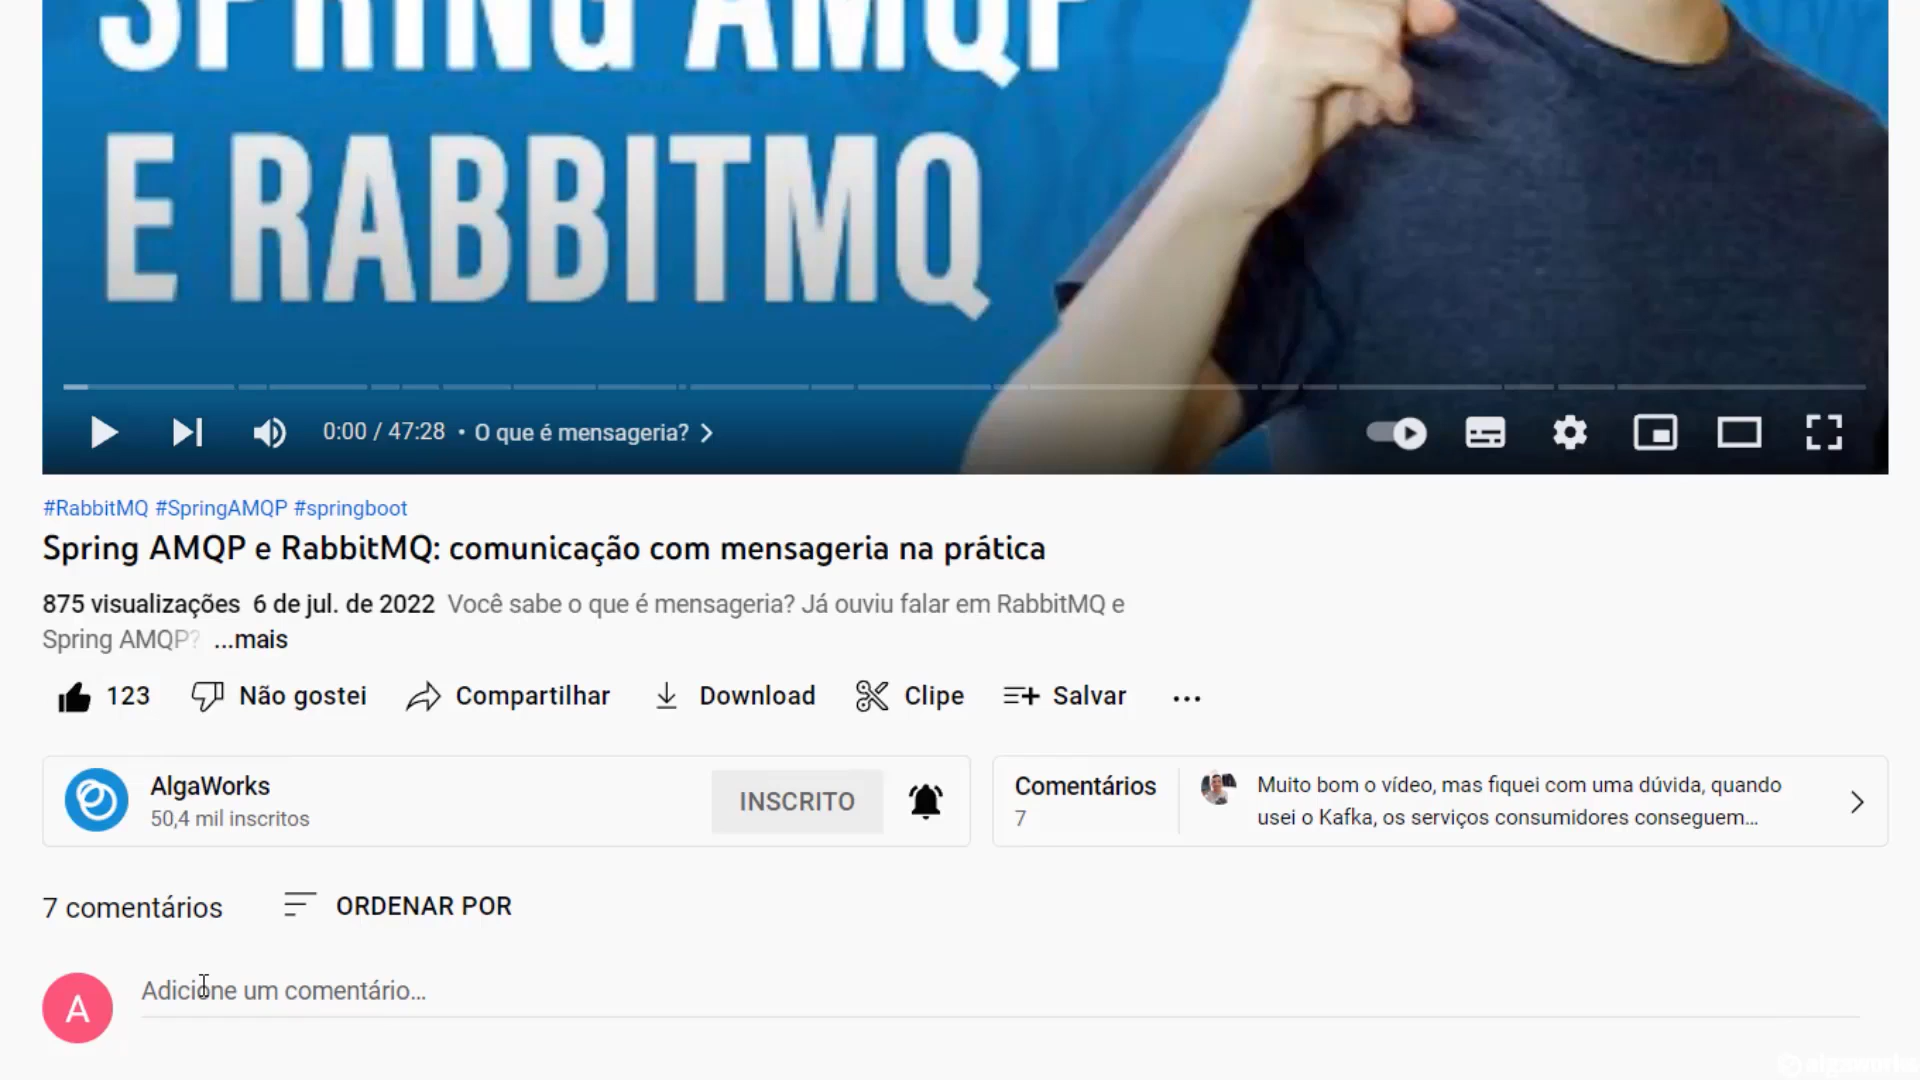 SPRING AMQP
E RABBITMQ
0:00 / 47:28 • O que é mensageria?
#RabbitMQ #SpringAMQP #springboot
Spring AMQP e RabbitMQ: comunicação com mensageria na prática
875 visualizações 6 de jul. de 2022 Você sabe o que é mensageria? Já ouviu falar em RabbitMQ e
Spring AMQP? ...mais
123 Não gostei Compartilhar Download Clipe Salvar ...
AlgaWorks
50,4 mil inscritos
INSCRITO
Comentários
7
Muito bom o vídeo, mas fiquei com uma dúvida, quando
usei o Kafka, os serviços consumidores conseguem...
7 comentários
ORDENAR POR
A
Adicione um comentário...